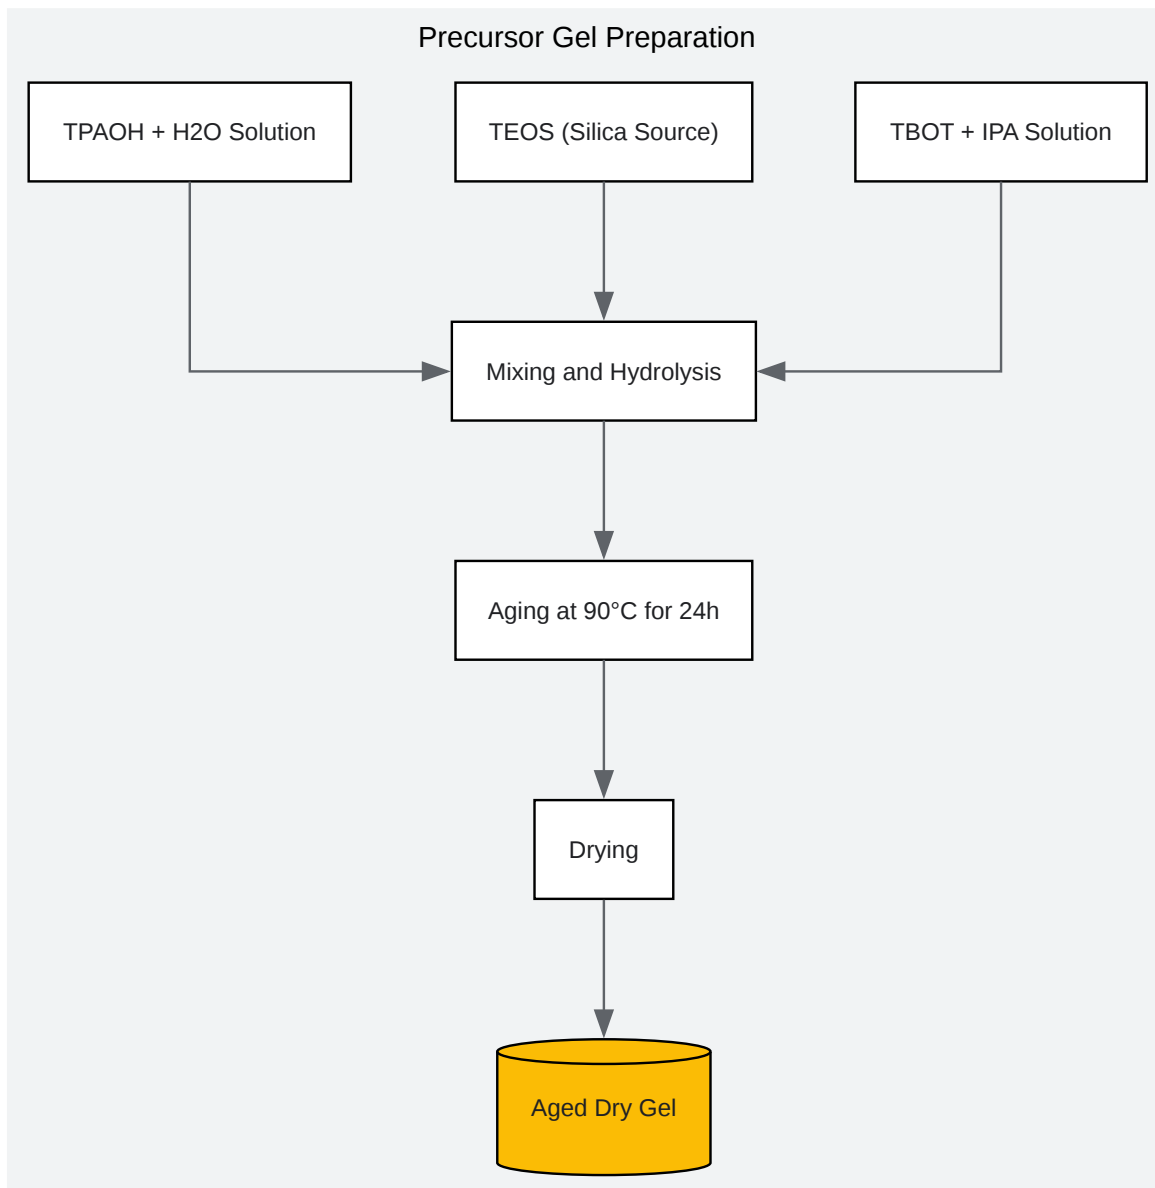 Precursor Gel Preparation
TPAOH + H2O Solution
TEOS (Silica Source)
TBOT + IPA Solution
Mixing and Hydrolysis
Aging at 90°C for 24h
Drying
Aged Dry Gel